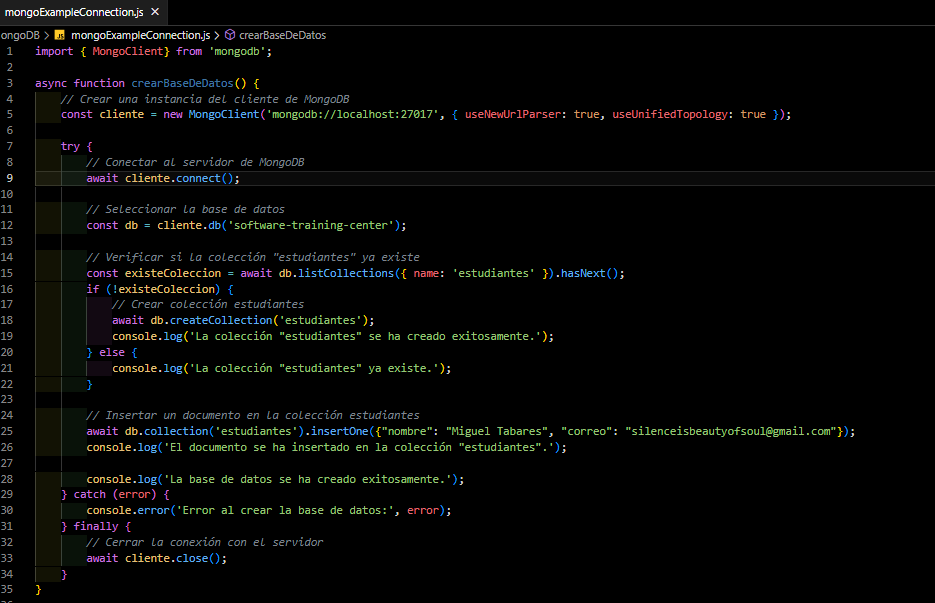 mongoExampleConnection.js ×
ongoDB > JS mongoExampleConnection.js > crearBaseDeDatos
1 import { MongoClient} from 'mongodb';
2
3 async function crearBaseDeDatos() {
4 // Crear una instancia del cliente de MongoDB
5 const cliente = new MongoClient('mongodb://localhost:27017', { useNewUrlParser: true, useUnifiedTopology: true });
6
7 try {
8 // Conectar al servidor de MongoDB
9 await cliente.connect();
10
11 // Seleccionar la base de datos
12 const db = cliente.db('software-training-center');
13
14 // Verificar si la colección "estudiantes" ya existe
15 const existeColeccion = await db.listCollections({ name: 'estudiantes' }).hasNext();
16 if (!existeColeccion) {
17 // Crear colección estudiantes
18 await db.createCollection('estudiantes');
19 console.log('La colección "estudiantes" se ha creado exitosamente.');
20 } else {
21 console.log('La colección "estudiantes" ya existe.');
22 }
23
24 // Insertar un documento en la colección estudiantes
25 await db.collection('estudiantes').insertOne({"nombre": "Miguel Tabares", "correo": "silenceisbeautyofsoul@gmail.com"});
26 console.log('El documento se ha insertado en la colección "estudiantes".');
27
28 console.log('La base de datos se ha creado exitosamente.');
29 } catch (error) {
30 console.error('Error al crear la base de datos:', error);
31 } finally {
32 // Cerrar la conexión con el servidor
33 await cliente.close();
34 }
35 }